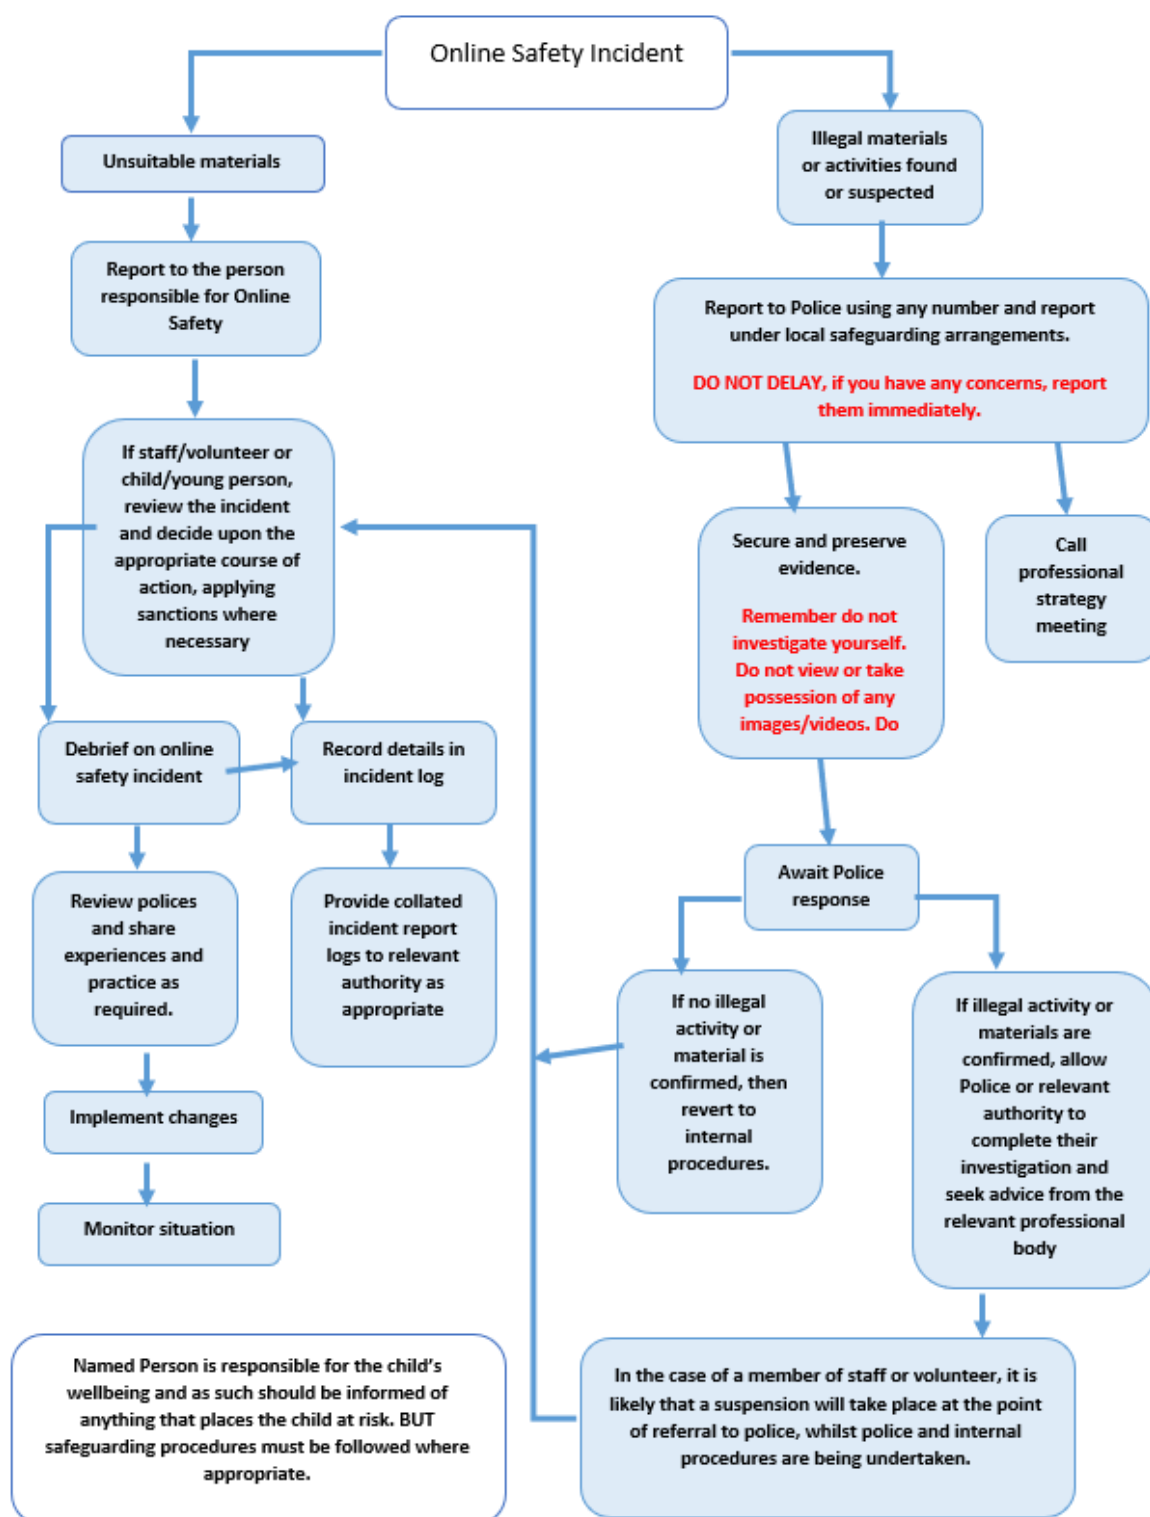 Online Safety Incident
Unsuitable materials
Illegal materials
or activities found
or suspected
Report to the person
responsible for Online
Safety
Report to Police using any number and report
under local safeguarding arrangements.
DO NOT DELAY, if you have any concerns, report
them immediately.
If staff/volunteer or
child/young person,
review the incident
and decide upon the
appropriate course of
action, applying
sanctions where
necessary
Secure and preserve
evidence.
Remember do not
investigate yourself.
Do not view or take
possession of any
images/videos. Do
Call
professional
strategy
meeting
Debrief on online
safety incident
Record details in
incident log
Await Police
response
Review polices
and share
experiences and
practice as
required.
Provide collated
incident report
logs to relevant
authority as
appropriate
If no illegal
activity or
material is
confirmed, then
revert to
internal
procedures.
If illegal activity or
materials are
confirmed, allow
Police or relevant
authority to
complete their
investigation and
seek advice from the
relevant professional
body
Implement changes
Monitor situation
Named Person is responsible for the child's
wellbeing and as such should be informed of
anything that places the child at risk. BUT
safeguarding procedures must be followed where
appropriate.
In the case of a member of staff or volunteer, it is
likely that a suspension will take place at the point
of referral to police, whilst police and internal
procedures are being undertaken.